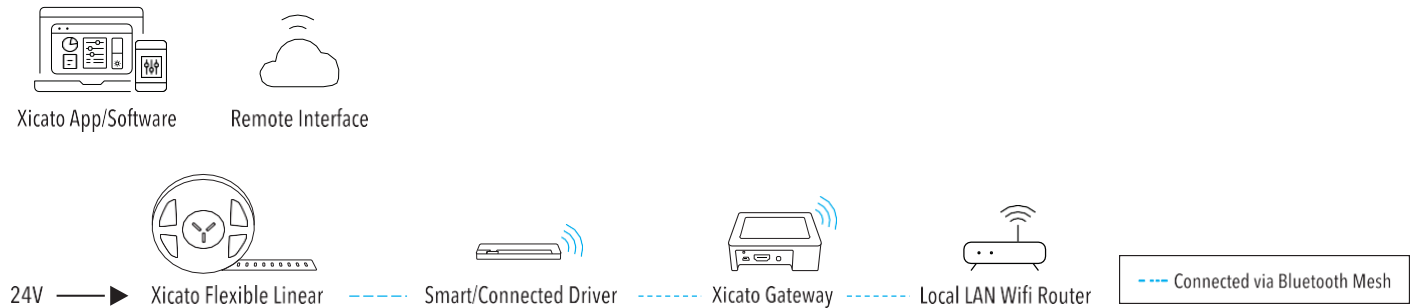 Xicato App/Software
Remote Interface
24V
Xicato Flexible Linear
Smart/Connected Driver
Xicato Gateway
Local LAN Wifi Router
Connected via Bluetooth Mesh